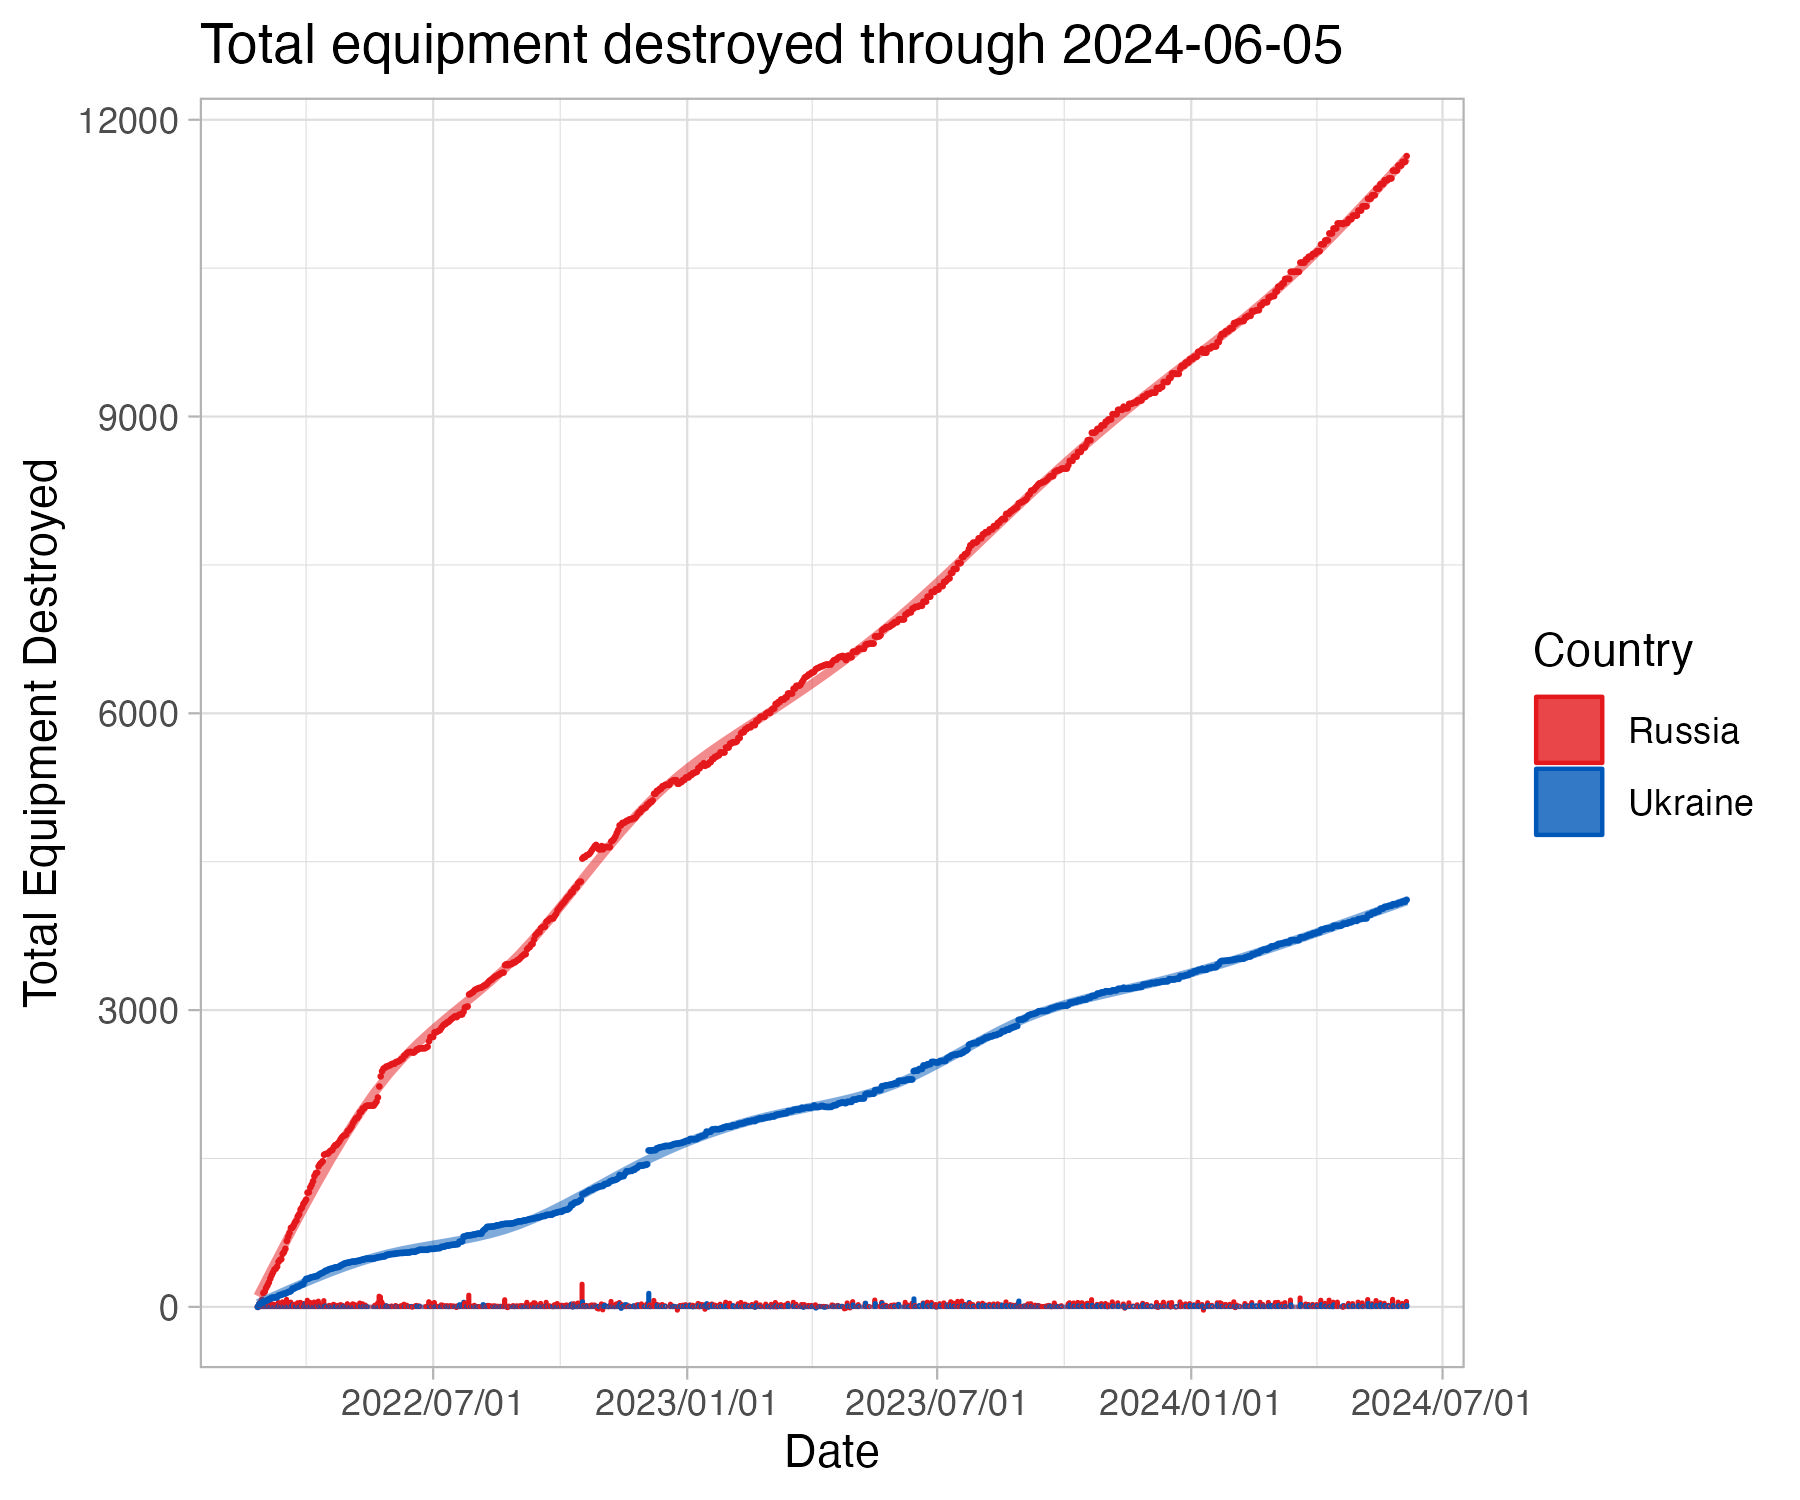 Total equipment destroyed through 2024-06-05
Total Equipment Destroyed
12000
9000
6000
3000
0
2022/07/01
2023/01/01
2023/07/01
2024/01/01
2024/07/01
Date
Country
Russia
Ukraine